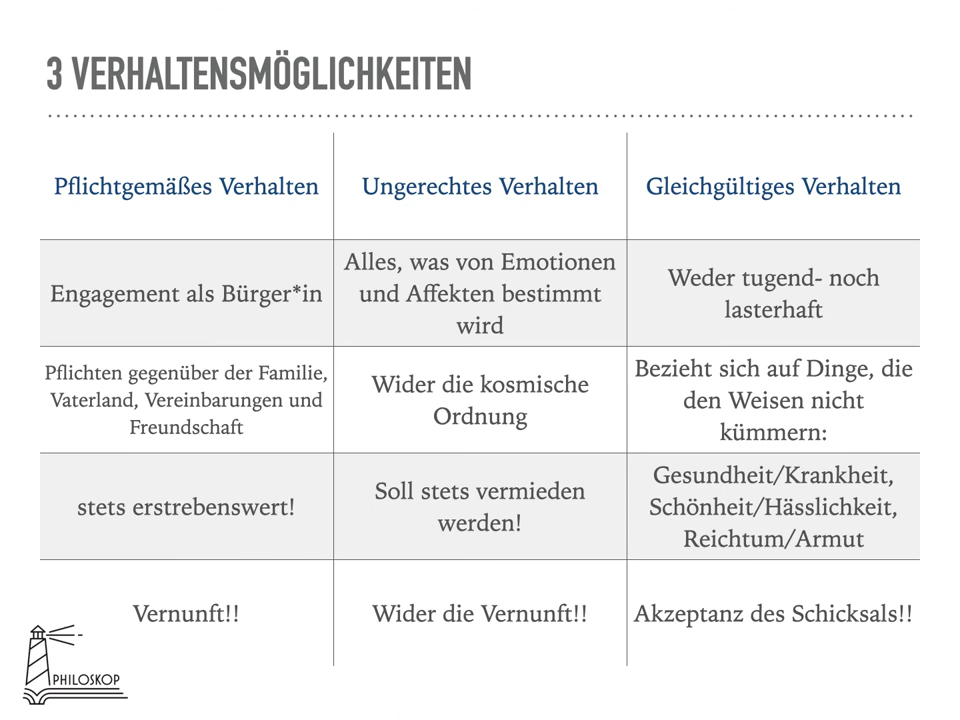 3 VERHALTENSMÖGLICHKEITEN
Pflichtgemäßes Verhalten
Ungerechtes Verhalten
Gleichgültiges Verhalten
Engagement als Bürger*in
Alles, was von Emotionen
und Affekten bestimmt
wird
Weder tugend- noch
lasterhaft
Pflichten gegenüber der Familie,
Vaterland, Vereinbarungen und
Freundschaft
Wider die kosmische
Ordnung
Bezieht sich auf Dinge, die
den Weisen nicht
kümmern:
stets erstrebenswert!
Soll stets vermieden
werden!
Gesundheit/Krankheit,
Schönheit/Hässlichkeit,
Reichtum/Armut
Vernunft!!
Wider die Vernunft!!
Akzeptanz des Schicksals!!
PHILOSKOP